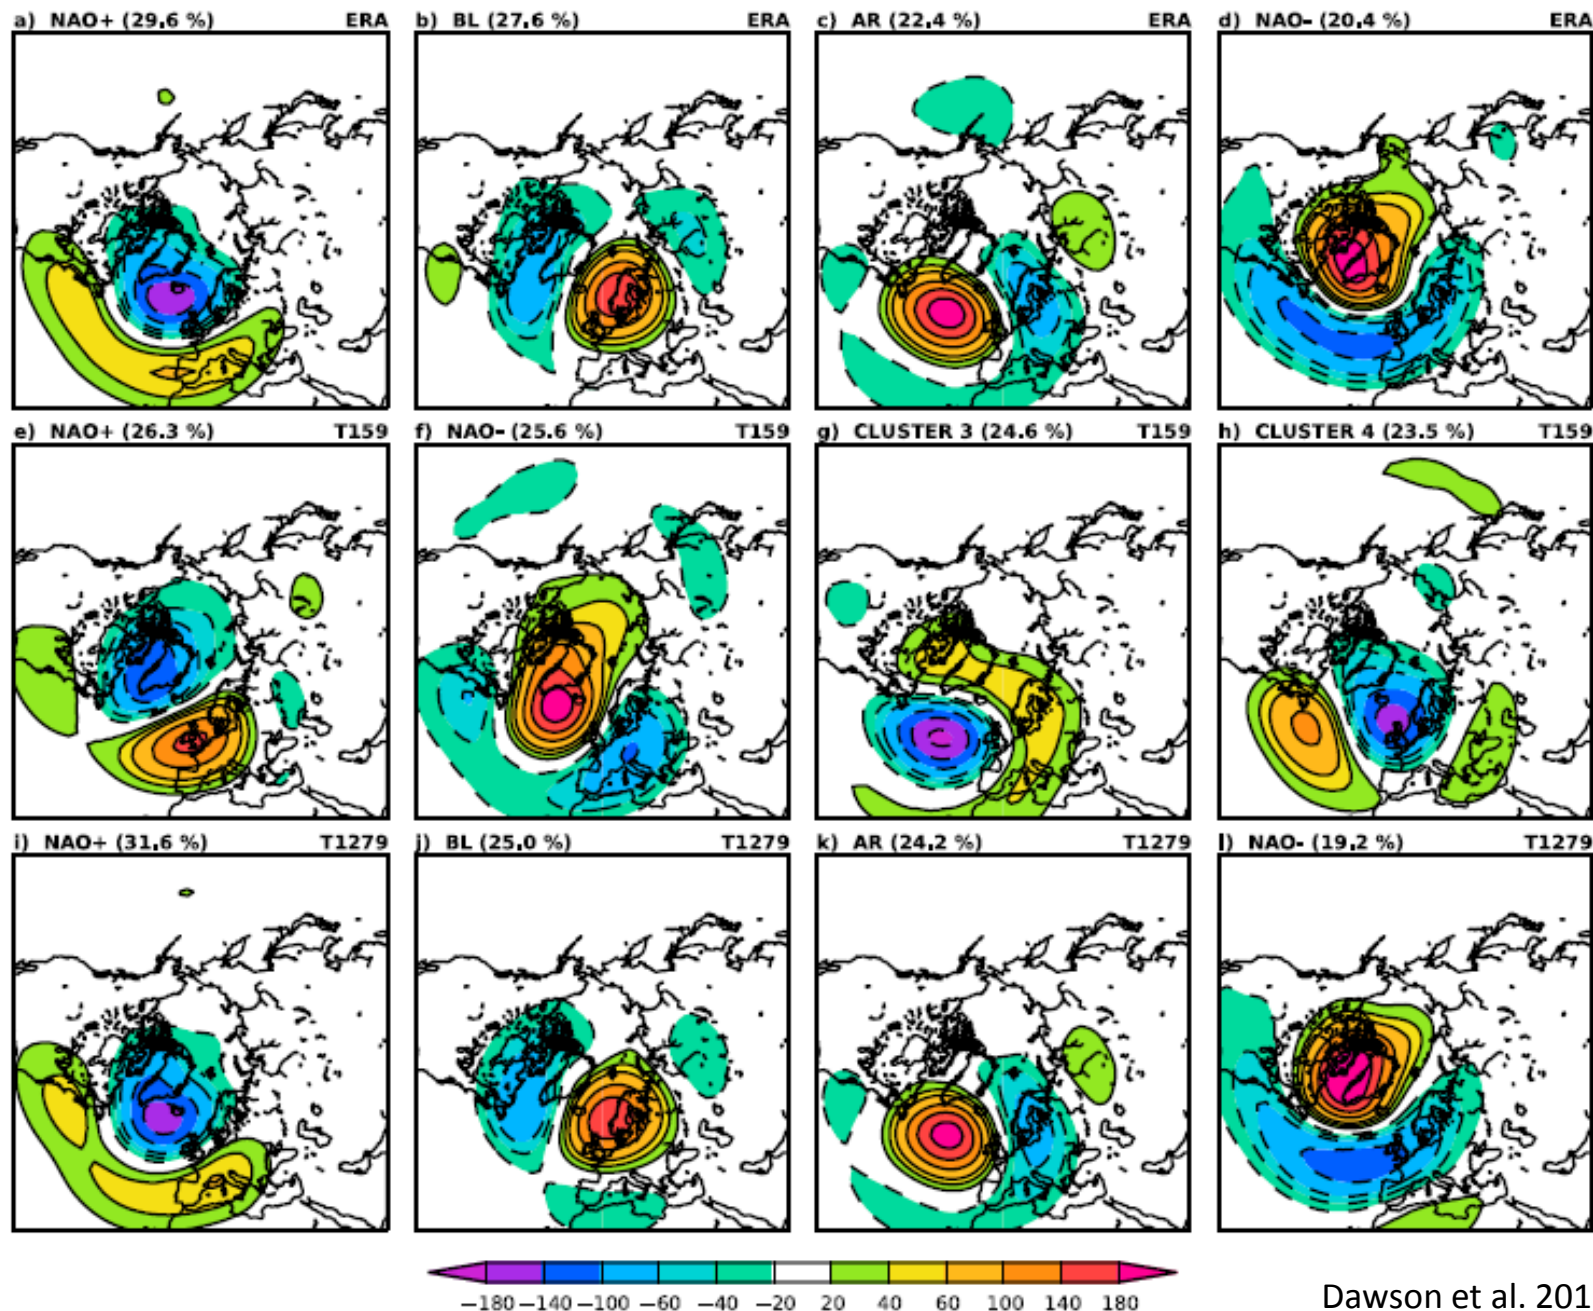 a) NAO+ (29.6 %) ERA
b) BL (27.6 %) ERA
c) AR (22.4 %) ERA
d) NAO- (20.4 %) ERA
e) NAO+ (26.3 %) T159
f) NAO- (25.6 %) T159
g) CLUSTER 3 (24.6 %) T159
h) CLUSTER 4 (23.5 %) T159
i) NAO+ (31.6 %) T1279
j) BL (25.0 %) T1279
k) AR (24.2 %) T1279
l) NAO- (19.2 %) T1279
−180 −140 −100 −60 −40 −20 20 40 60 100 140 180
Dawson et al. 201